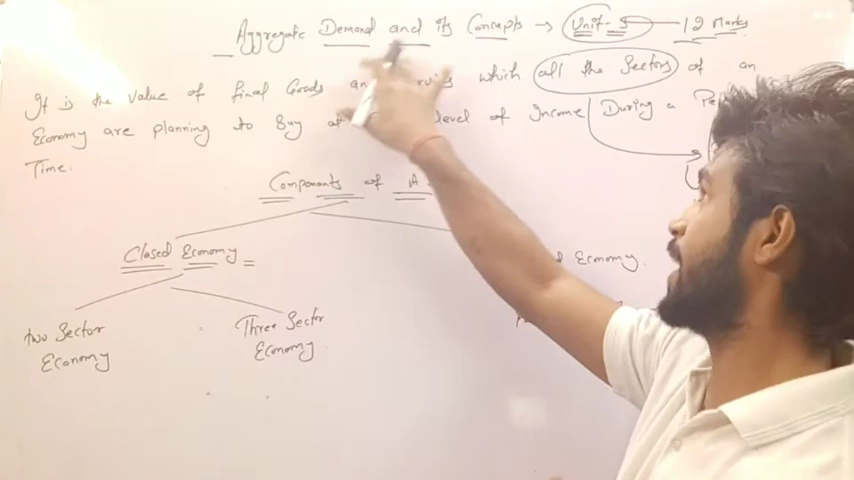 Aggregate Demand and its Concepts → Unit-5 12 Marks
It is the value of final Goods which all the Sectors of an
Economy are planning to Buy at level of Income During a
Time.
Components of A
Closed Economy Economy.
two Sector Three Sector
Economy Economy